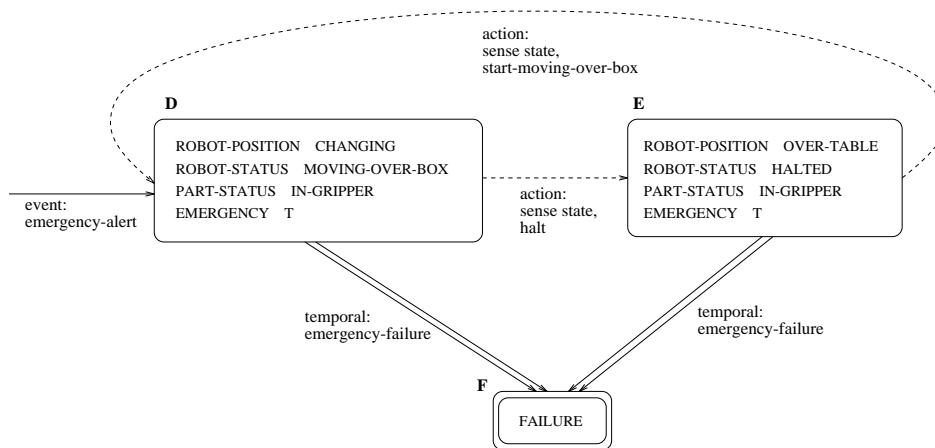 action:
sense state,
start-moving-over-box
D
ROBOT-POSITION CHANGING
ROBOT-STATUS MOVING-OVER-BOX
PART-STATUS IN-GRIPPER
EMERGENCY T
E
ROBOT-POSITION OVER-TABLE
ROBOT-STATUS HALTED
PART-STATUS IN-GRIPPER
EMERGENCY T
event:
emergency-alert
action:
sense state,
halt
temporal:
emergency-failure
temporal:
emergency-failure
F
FAILURE